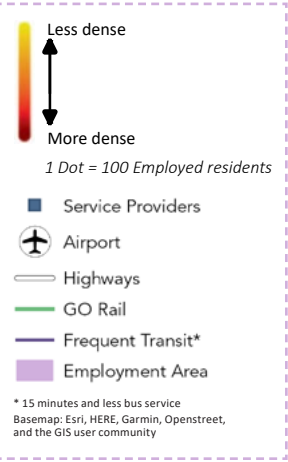 Less dense
More dense
1 Dot = 100 Employed residents
Service Providers
Airport
Highways
GO Rail
Frequent Transit*
Employment Area
* 15 minutes and less bus service
Basemap: Esri, HERE, Garmin, Openstreet,
and the GIS user community